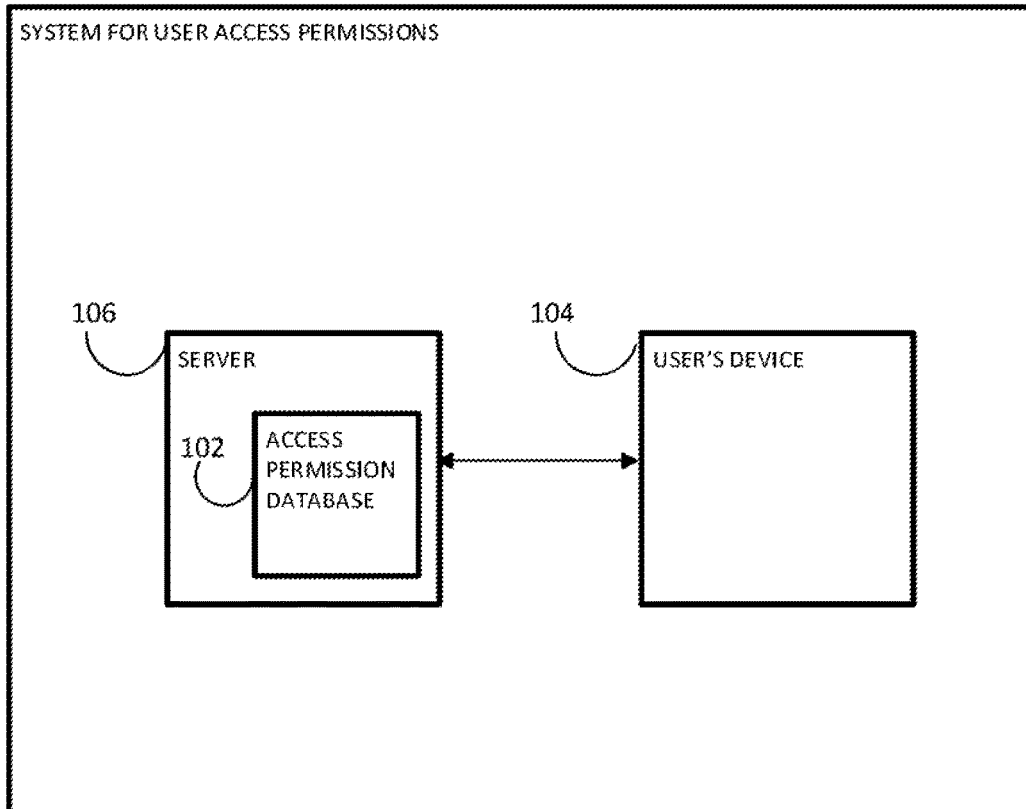 SYSTEM FOR USER ACCESS PERMISSIONS
106
SERVER
102
ACCESS
PERMISSION
DATABASE
104
USER'S DEVICE